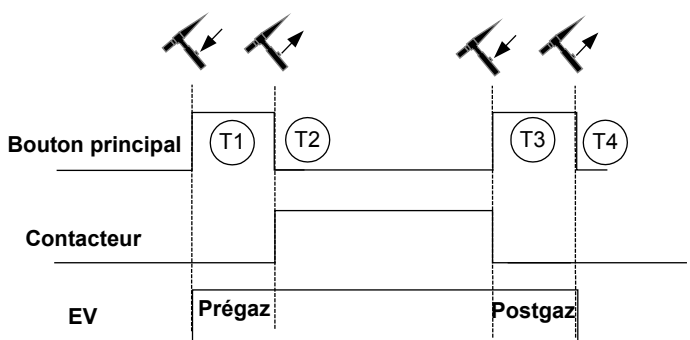 Bouton principal
T1
T2
T3
T4
Contacteur
EV
Prégaz
Postgaz